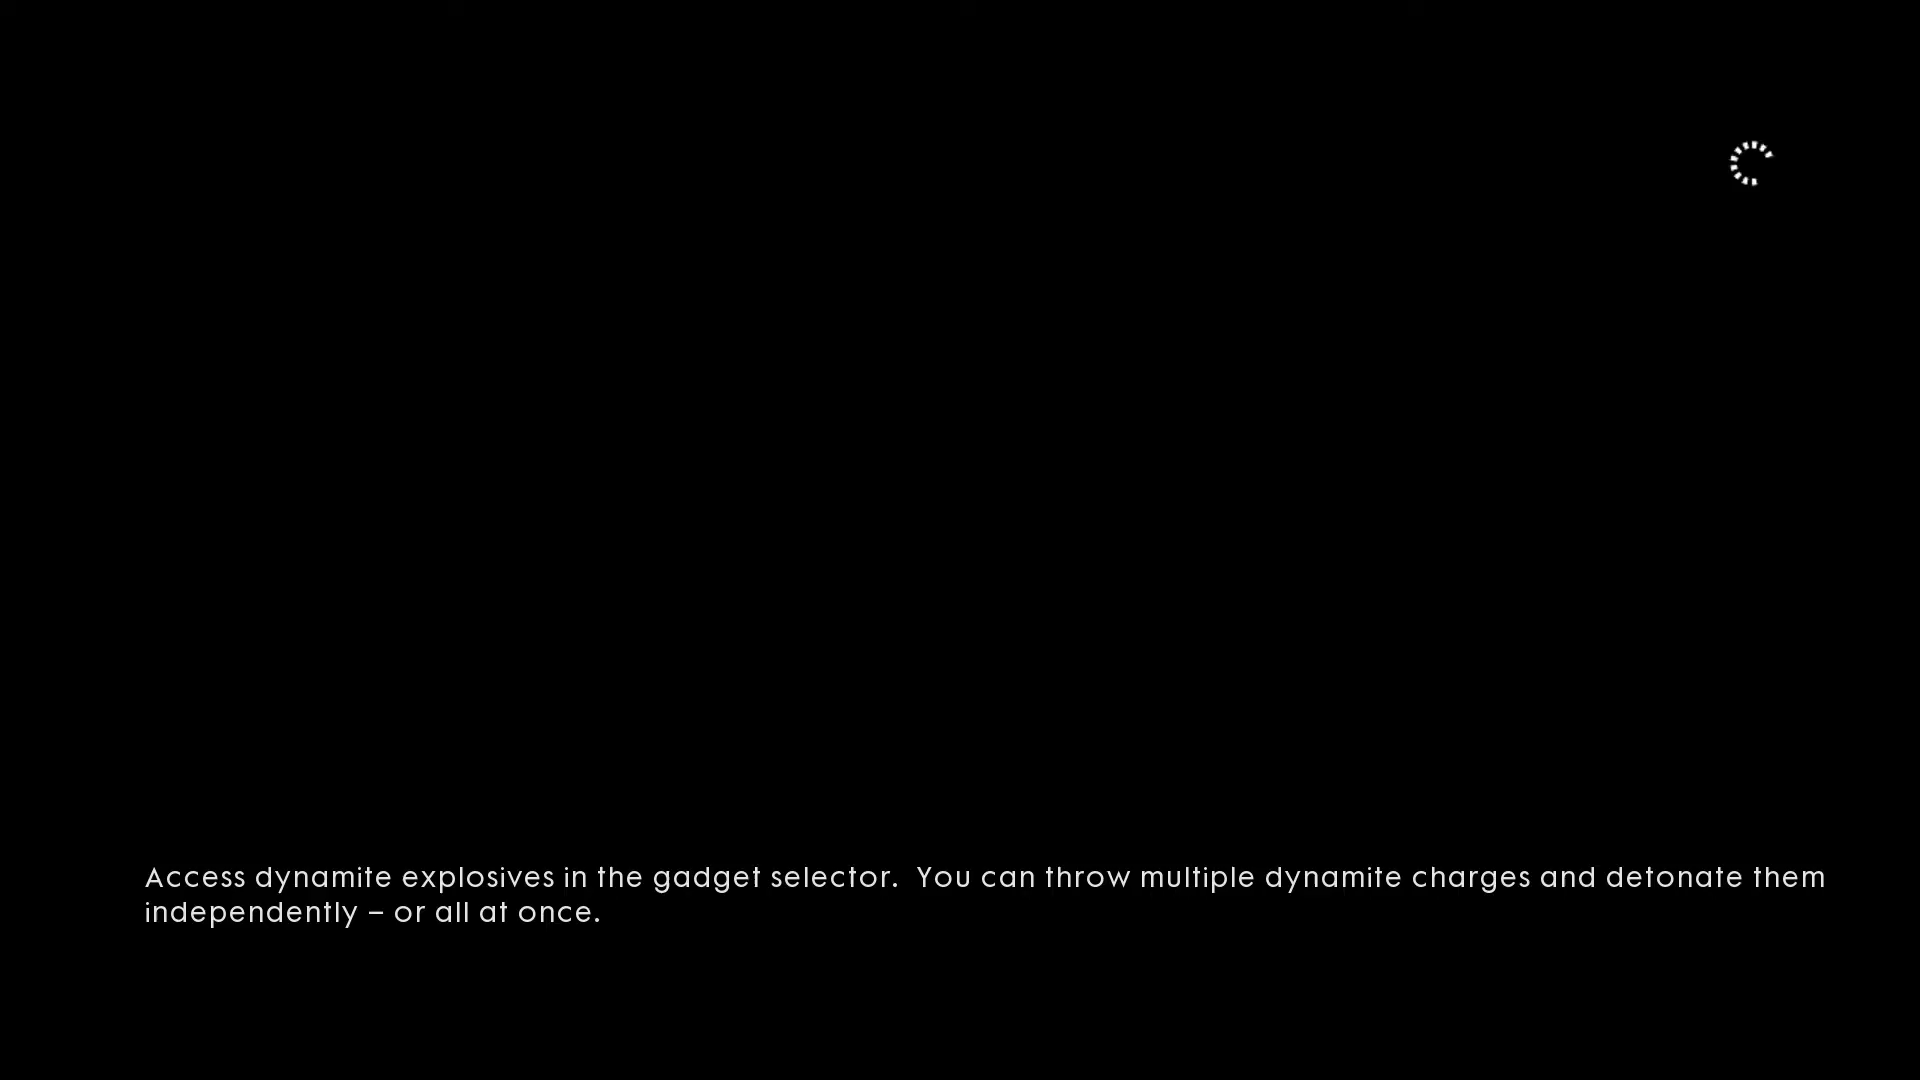 Access dynamite explosives in the gadget selector.  You can throw multiple dynamite charges and detonate them
independently – or all at once.